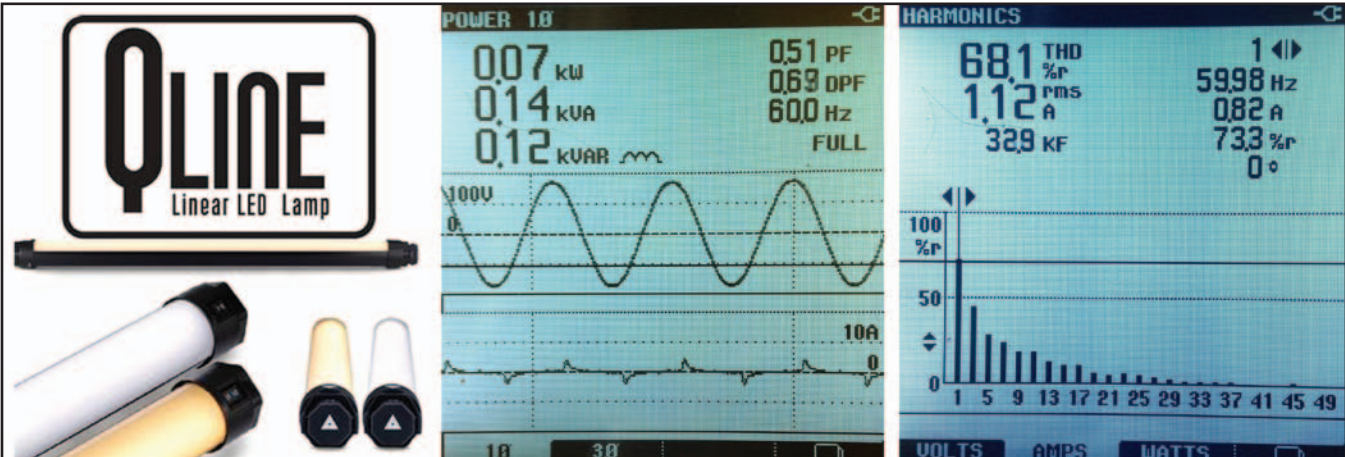 QLINE
Linear LED Lamp
POWER 1Ø
0.07 kW
0.51 PF
0.14 kVA
0.69 DPF
60.0 Hz
0.12 kVAR
FULL
100V
0
10A
0
1Ø 3Ø
HARMONICS
68.1 THD %r
1
1.12 rms A
59.98 Hz
0.82 A
32.9 KF
73.3 %r
0°
100
%r
50
0
1 5 9 13 17 21 25 29 33 37 41 45 49
VOLTS AMPS WATTS